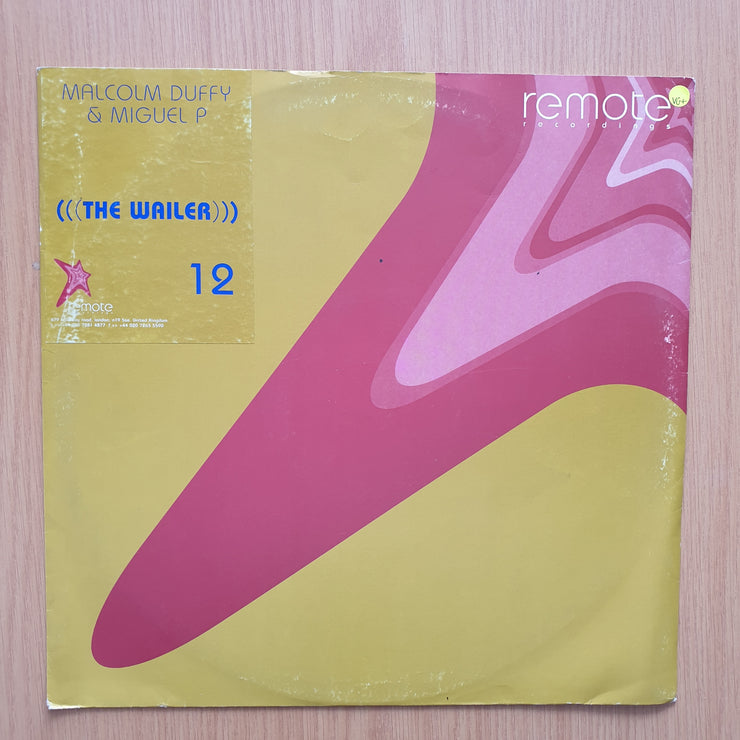 MALCOLM DUFFY
& MIGUEL P
(((THE WAILER)))
12
remote
remote
recordings
VG+